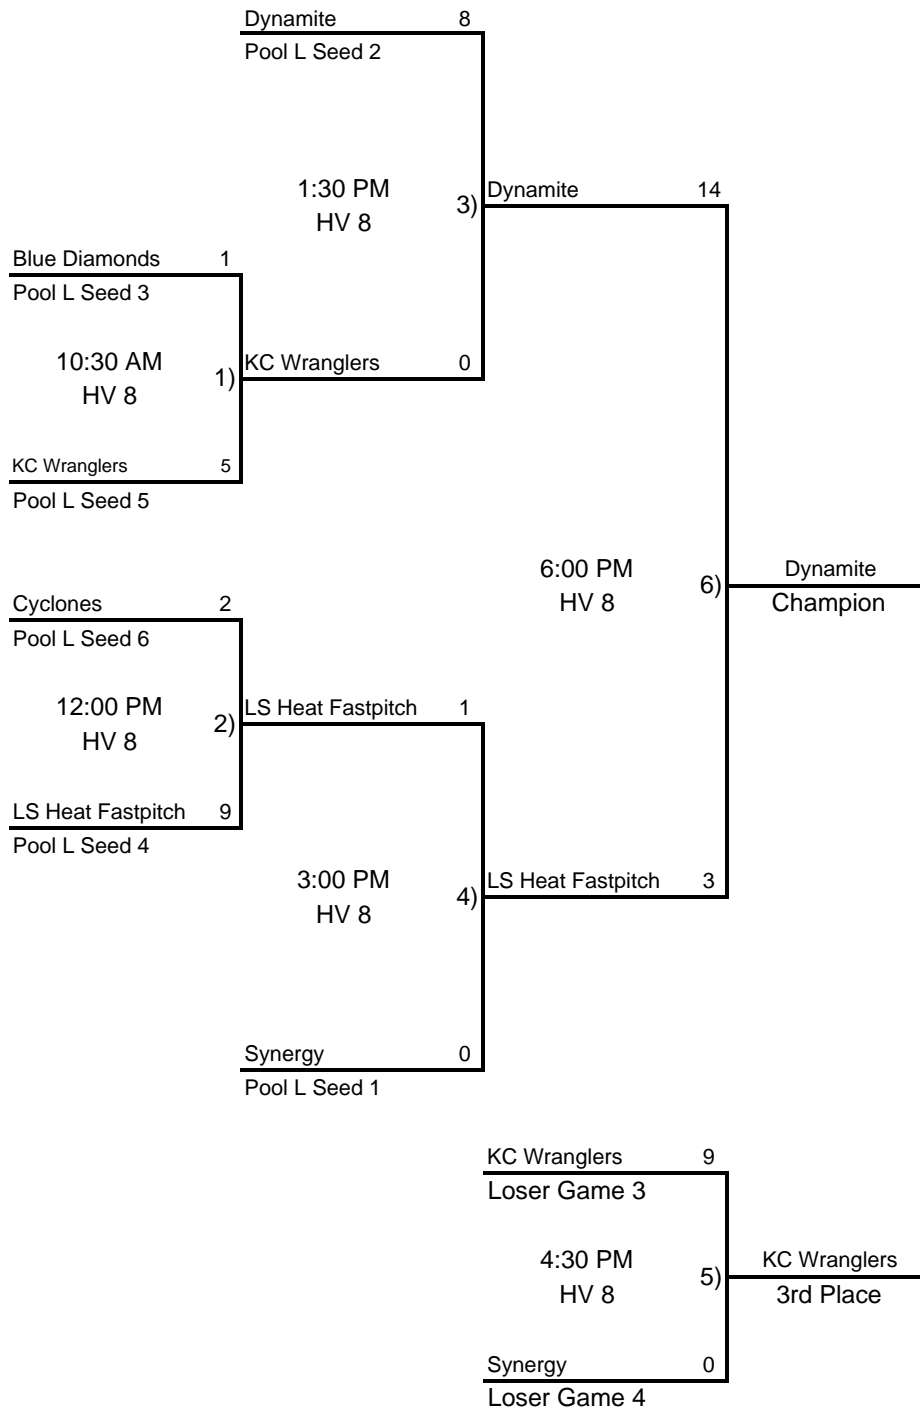 Dynamite 8
Pool L Seed 2
1:30 PM
HV 8
3)
Dynamite 14
Blue Diamonds 1
Pool L Seed 3
10:30 AM
HV 8
1)
KC Wranglers 0
KC Wranglers 5
Pool L Seed 5
6:00 PM
HV 8
6)
Dynamite
Champion
Cyclones 2
Pool L Seed 6
12:00 PM
HV 8
2)
LS Heat Fastpitch 1
LS Heat Fastpitch 9
Pool L Seed 4
3:00 PM
HV 8
4)
LS Heat Fastpitch 3
Synergy 0
Pool L Seed 1
KC Wranglers 9
Loser Game 3
4:30 PM
HV 8
5)
KC Wranglers
3rd Place
Synergy 0
Loser Game 4